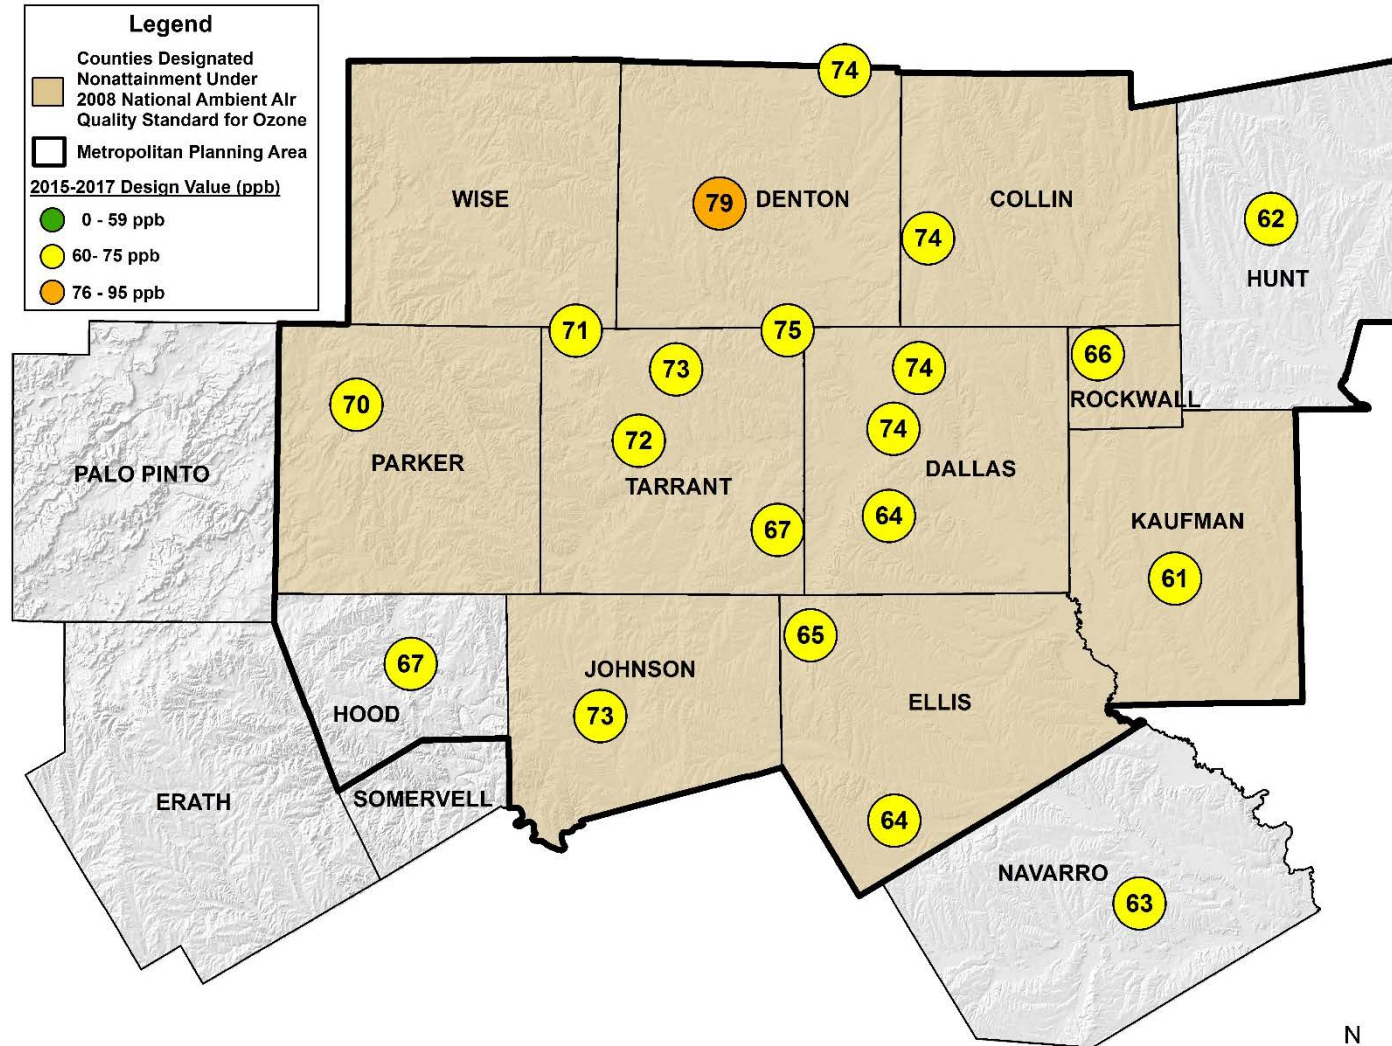 Legend
Counties Designated
Nonattainment Under
2008 National Ambient Air
Quality Standard for Ozone
Metropolitan Planning Area
2015-2017 Design Value (ppb)
0 - 59 ppb
60- 75 ppb
76 - 95 ppb
74
WISE
79
DENTON
COLLIN
74
62
HUNT
71
75
73
74
66
ROCKWALL
70
72
74
PALO PINTO
PARKER
TARRANT
DALLAS
67
64
KAUFMAN
61
67
HOOD
JOHNSON
73
65
ELLIS
ERATH
SOMERVELL
64
NAVARRO
63
N